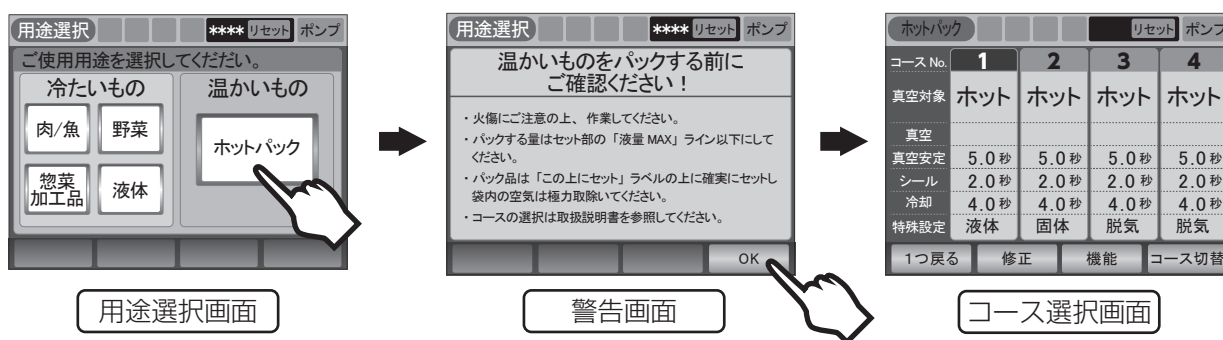 用途選択 **** リセット ポンプ
ご使用用途を選択してくだだい。
冷たいもの 温かいもの
肉/魚 野菜
ホットパック
惣菜
加工品 液体
用途選択画面
用途選択 **** リセット ポンプ
温かいものをパックする前に
ご確認ください！
・火傷にご注意の上、作業してください。
・パックする量はセット部の「液量 MAX」ライン以下にして
ください。
・パック品は「この上にセット」ラベルの上に確実にセットし
袋内の空気は極力取除いてください。
・コースの選択は取扱説明書を参照してください。
OK
警告画面
ホットパック リセット ポンプ
コース No. 1 2 3 4
真空対象 ホット ホット ホット ホット
真空
真空安定 5.0秒 5.0秒 5.0秒 5.0秒
シール 2.0秒 2.0秒 2.0秒 2.0秒
冷却 4.0秒 4.0秒 4.0秒 4.0秒
特殊設定 液体 固体 脱気 脱気
1つ戻る 修正 機能 コース切替
コース選択画面